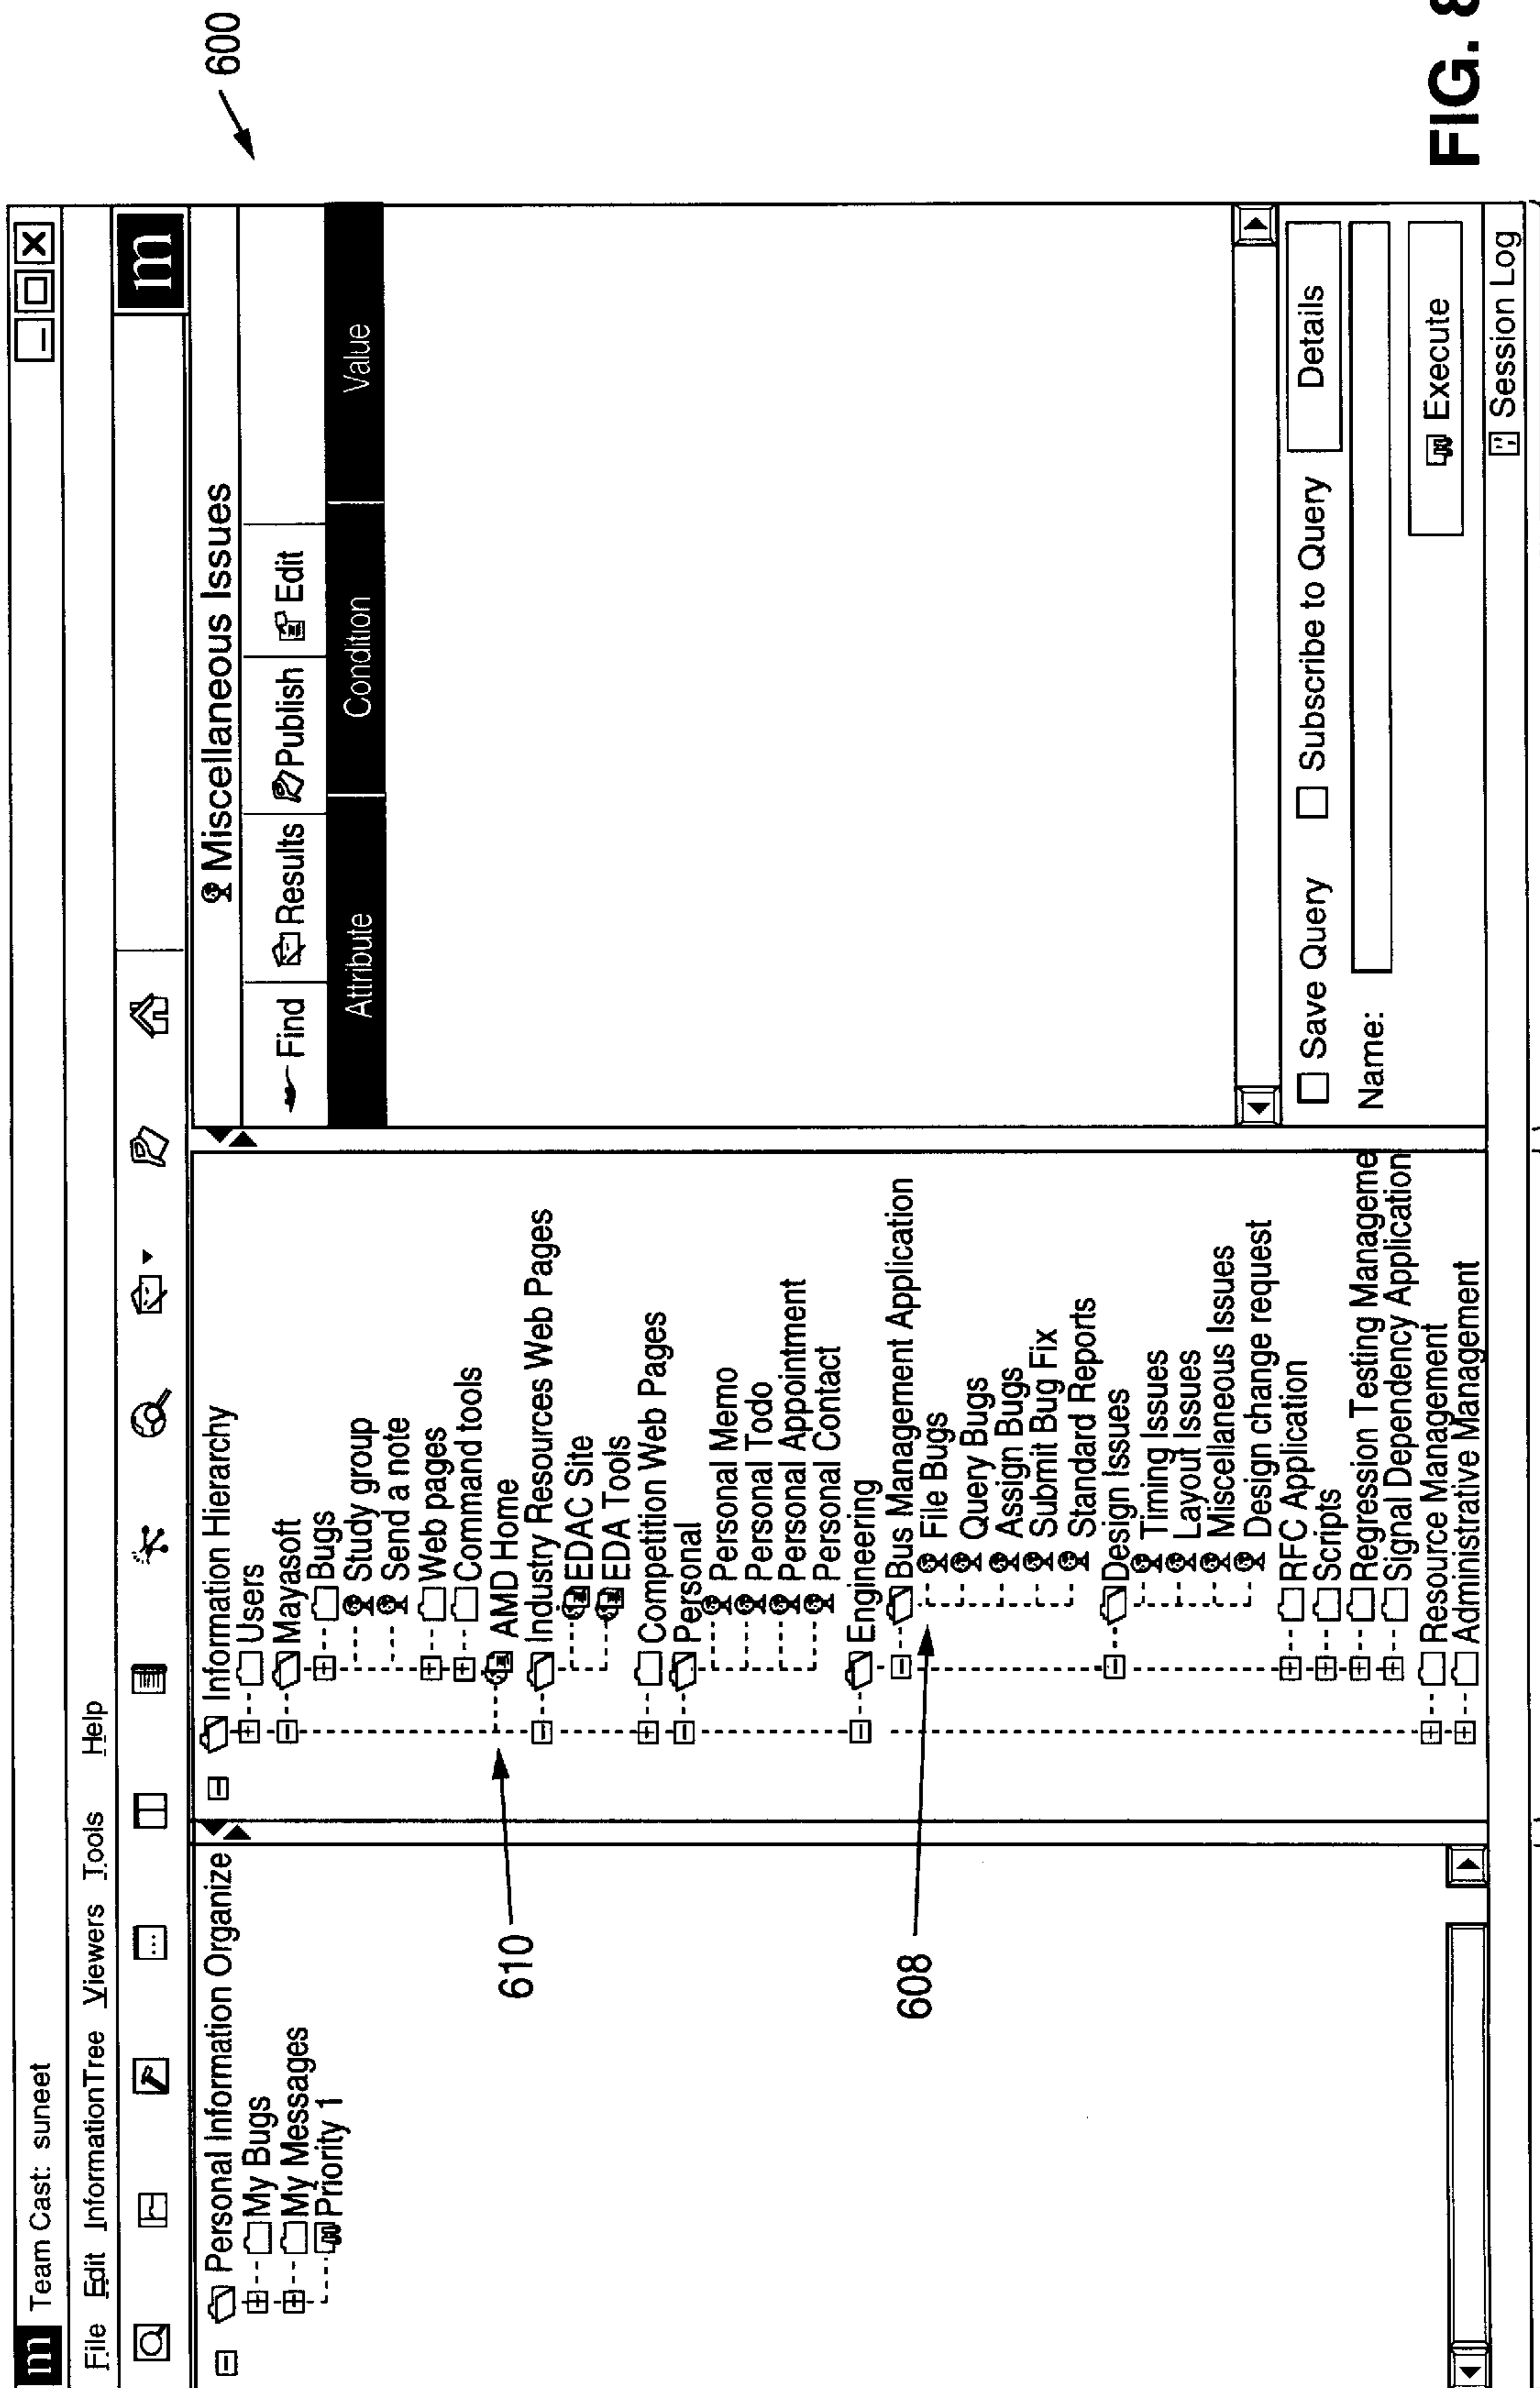 m Team Cast: suneet
File Edit InformationTree Viewers Tools Help
m
Personal Information Organize
My Bugs
My Messages
Priority 1
Information Hierarchy
Users
Mayasoft
Bugs
Study group
Send a note
Web pages
Command tools
AMD Home
Industry Resources Web Pages
EDAC Site
EDA Tools
Competition Web Pages
Personal
Personal Memo
Personal Todo
Personal Appointment
Personal Contact
Engineering
Bus Management Application
File Bugs
Query Bugs
Assign Bugs
Submit Bug Fix
Standard Reports
Design Issues
Timing Issues
Layout Issues
Miscellaneous Issues
Design change request
RFC Application
Scripts
Regression Testing Manageme
Signal Dependency Application
Resource Management
Administrative Management
610
608
Miscellaneous Issues
Find Results Publish Edit
Attribute Condition Value
Save Query Subscribe to Query Details
Name:
Execute
Session Log
600
FIG. 8